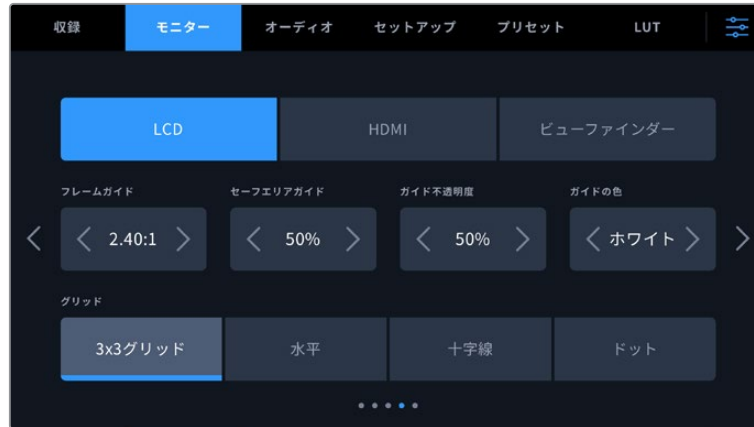 収録 モニター オーディオ セットアップ プリセット LUT
LCD HDMI ビューファインダー
フレームガイド セーフエリアガイド ガイド不透明度 ガイドの色
2.40:1 50% 50% ホワイト
グリッド
3x3グリッド 水平 十字線 ドット